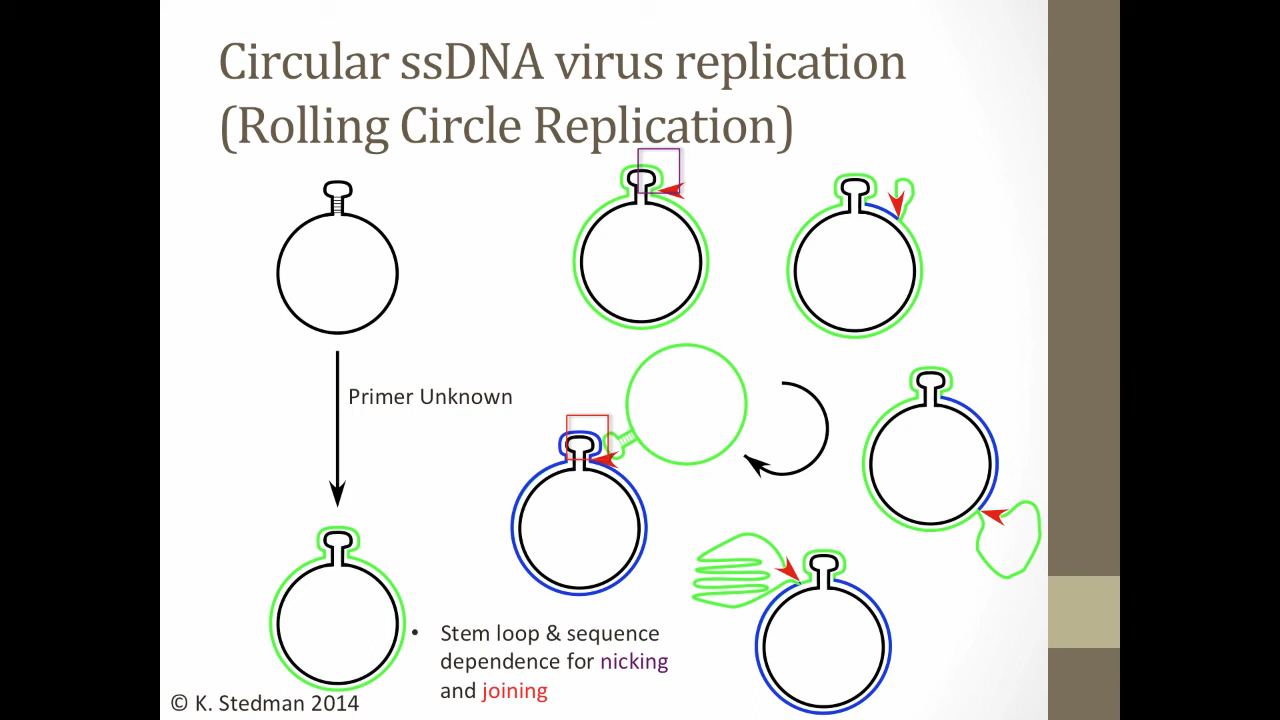 Circular ssDNA virus replication
(Rolling Circle Replication)
Primer Unknown
• Stem loop & sequence
dependence for nicking
and joining
© K. Stedman 2014